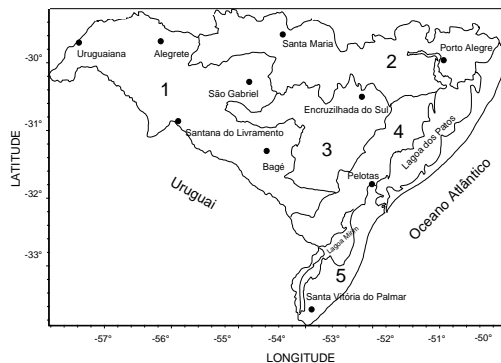 -30°
-31°
-32°
-33°
LATITUDE
Santa Maria
Uruguaiana
Alegrete
2
Porto Alegre
1
São Gabriel
Encruzilhada do Sul
Santana do Livramento
4
Lagoa dos Patos
3
Bagé
Pelotas
Uruguai
Oceano Atlântico
Lagoa Mirim
5
Santa Vitória do Palmar
-57° -56° -55° -54° -53° -52° -51° -50°
LONGITUDE